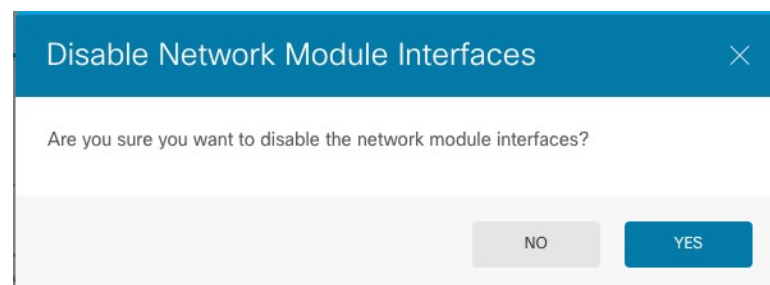 Disable Network Module Interfaces
Are you sure you want to disable the network module interfaces?
NO
YES